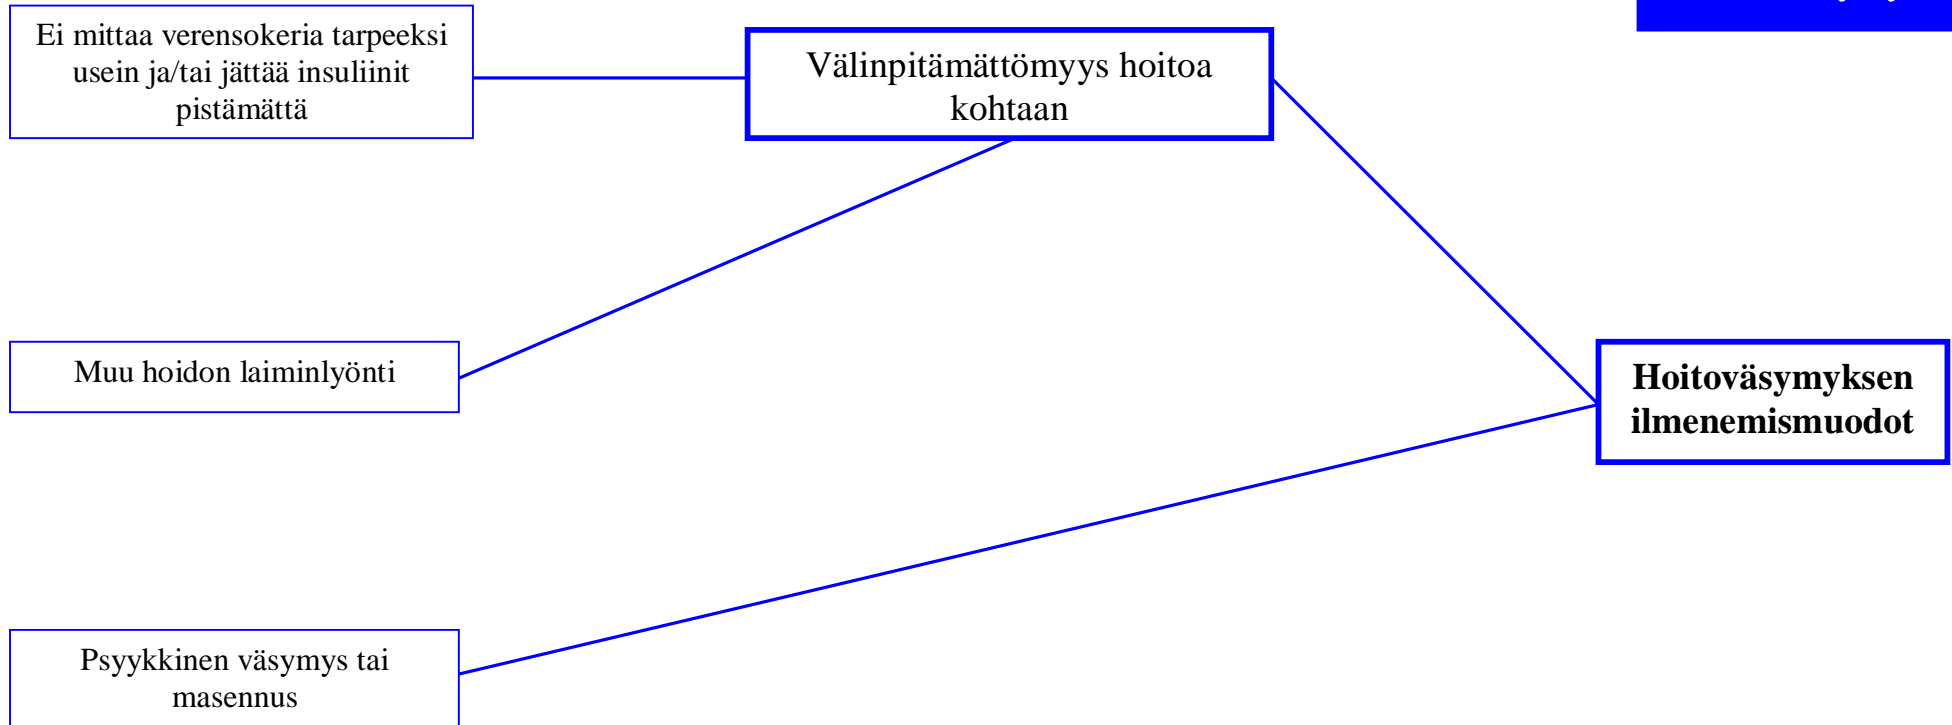 Ei mittaa verensokeria tarpeeksi
usein ja/tai jättää insuliinit
pistämättä
Välinpitämättömyys hoitoa
kohtaan
Muu hoidon laiminlyönti
Hoitoväsymyksen
ilmenemismuodot
Psyykkinen väsymys tai
masennus